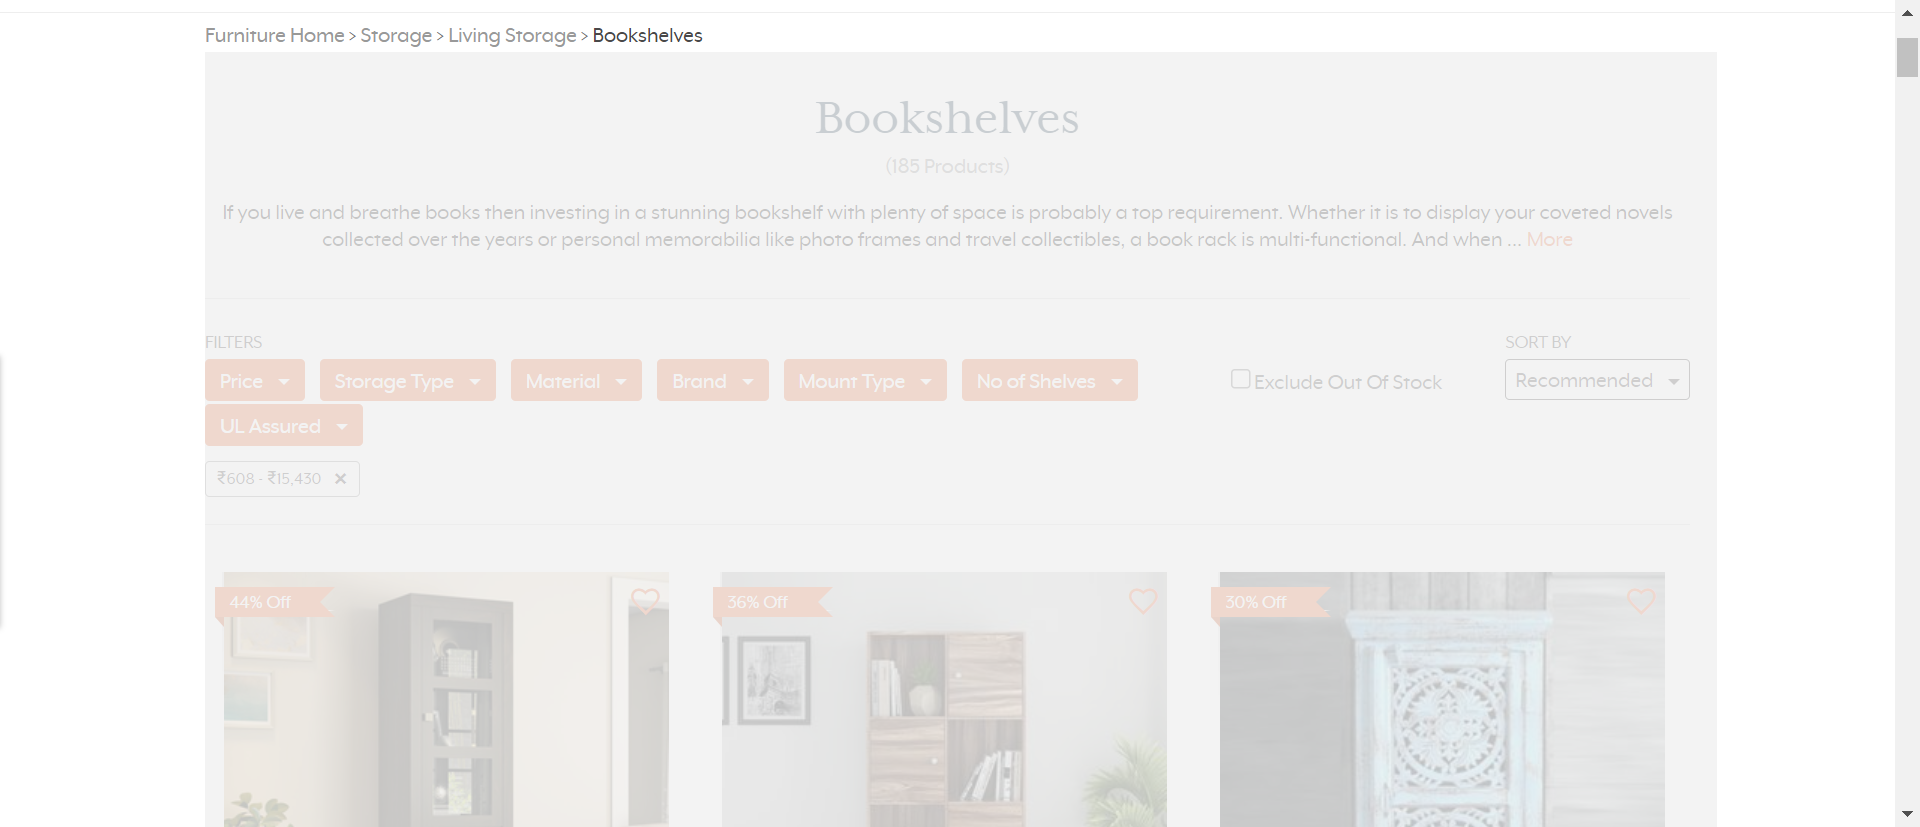 Furniture Home > Storage > Living Storage > Bookshelves
Bookshelves
(185 Products)
If you live and breathe books then investing in a stunning bookshelf with plenty of space is probably a top requirement. Whether it is to display your coveted novels
collected over the years or personal memorabilia like photo frames and travel collectibles, a book rack is multi-functional. And when ... More
FILTERS
SORT BY
Price Storage Type Material Brand Mount Type No of Shelves
Exclude Out Of Stock
Recommended
UL Assured
₹608 - ₹15,430 ×
44% Off
36% Off
30% Off